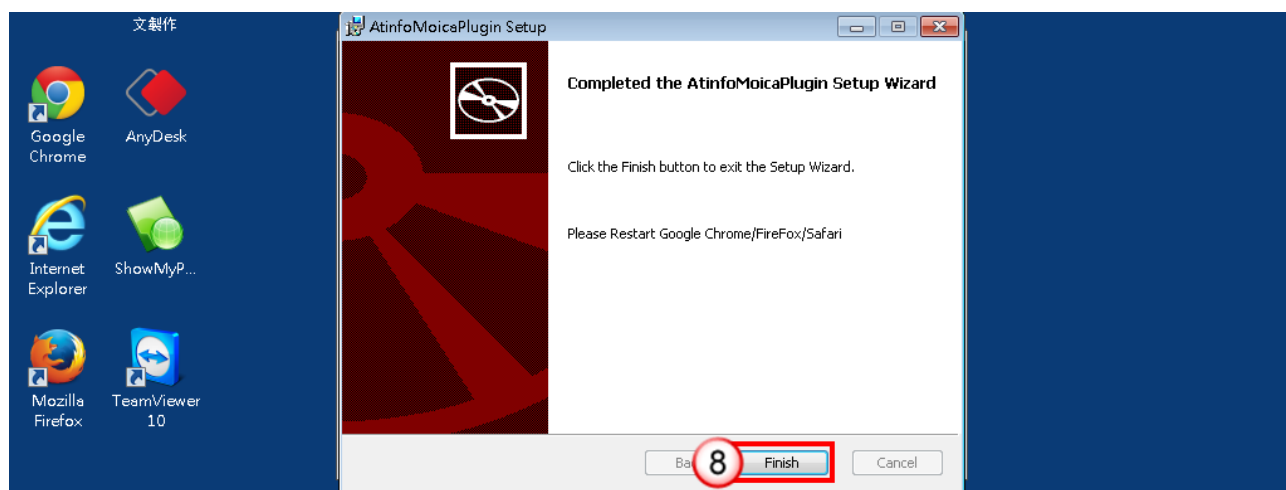 文製作
Google
Chrome
AnyDesk
Internet
Explorer
ShowMyP...
Mozilla
Firefox
TeamViewer
10
AtinfoMoicaPlugin Setup
Completed the AtinfoMoicaPlugin Setup Wizard
Click the Finish button to exit the Setup Wizard.
Please Restart Google Chrome/FireFox/Safari
8 Finish Cancel